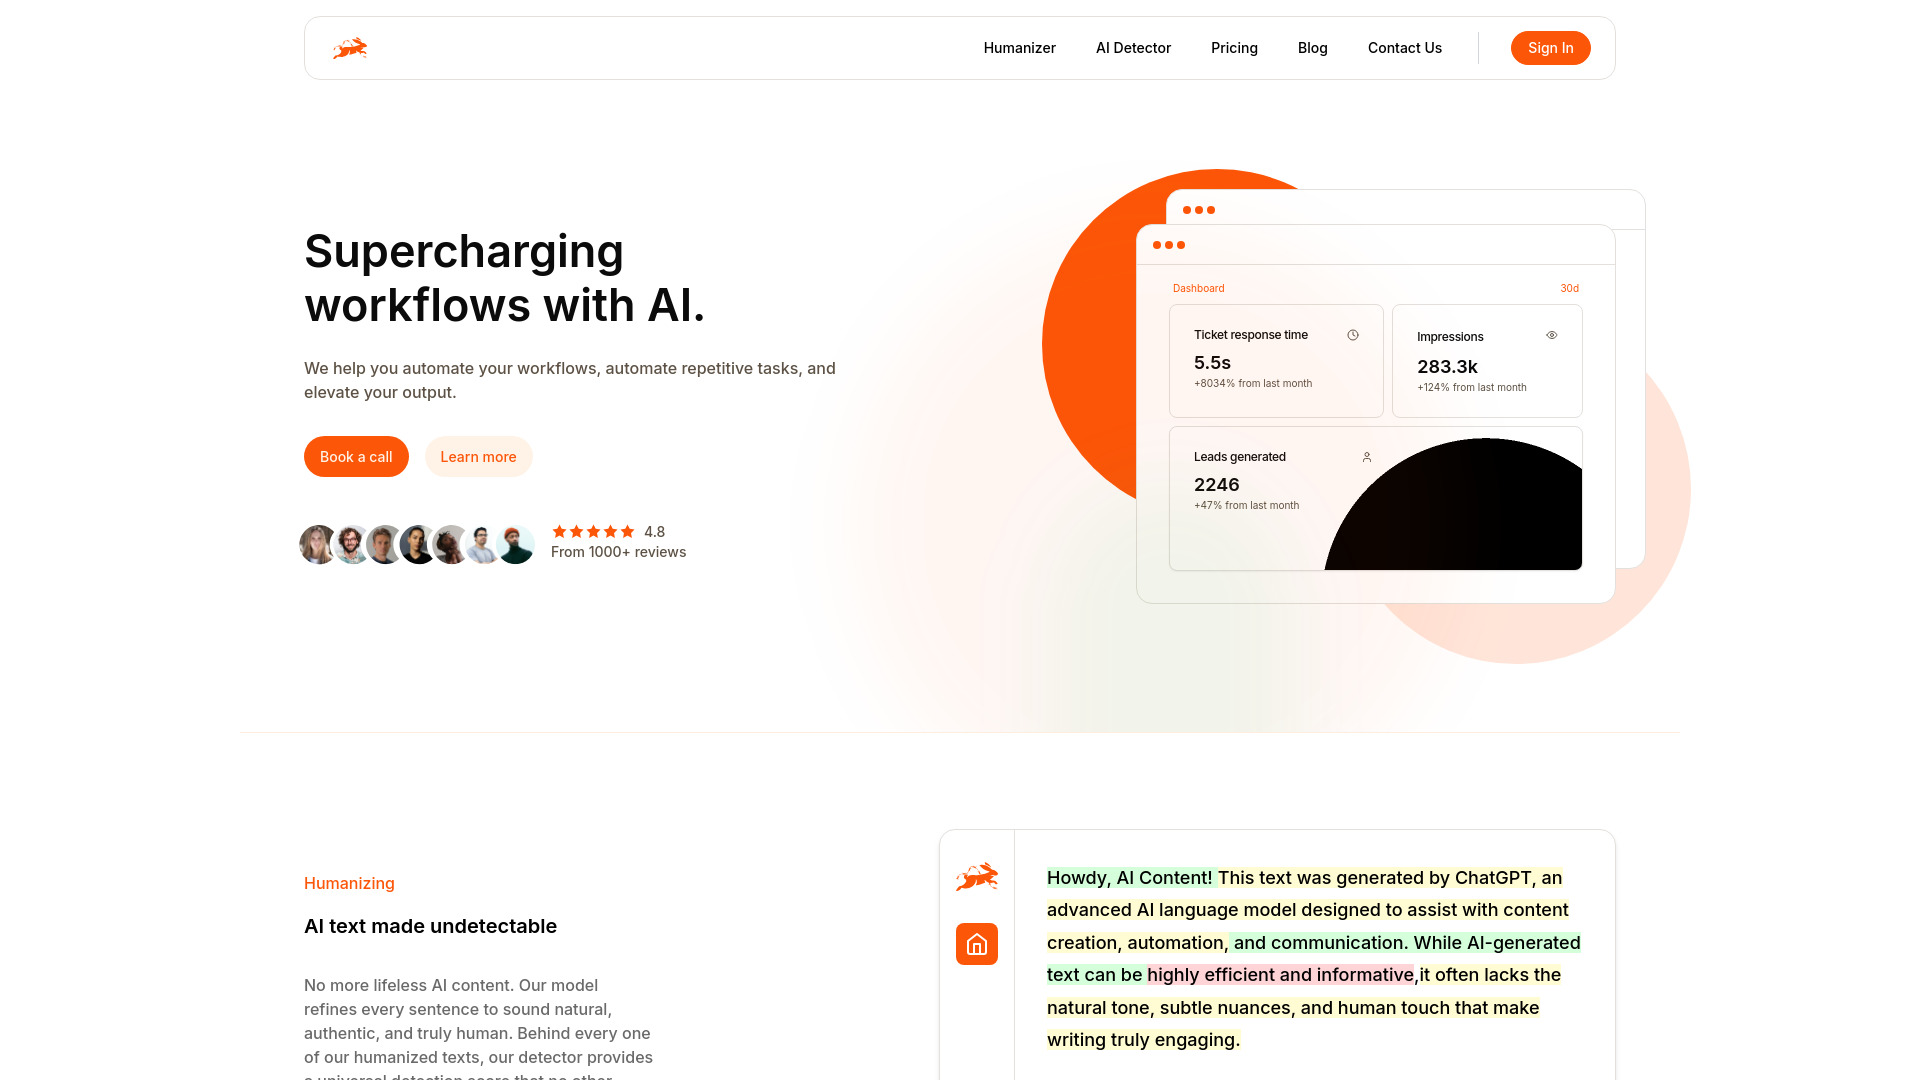 Humanizer
AI Detector
Pricing
Blog
Contact Us
Sign In
Supercharging
workflows with AI.
We help you automate your workflows, automate repetitive tasks, and
elevate your output.
Book a call
Learn more
4.8
From 1000+ reviews
Dashboard
30d
Ticket response time
5.5s
+8034% from last month
Impressions
283.3k
+124% from last month
Leads generated
2246
+47% from last month
Humanizing
AI text made undetectable
No more lifeless AI content. Our model
refines every sentence to sound natural,
authentic, and truly human. Behind every one
of our humanized texts, our detector provides
a universal detection score that no other
Howdy, AI Content! This text was generated by ChatGPT, an
advanced AI language model designed to assist with content
creation, automation, and communication. While AI-generated
text can be highly efficient and informative,it often lacks the
natural tone, subtle nuances, and human touch that make
writing truly engaging.